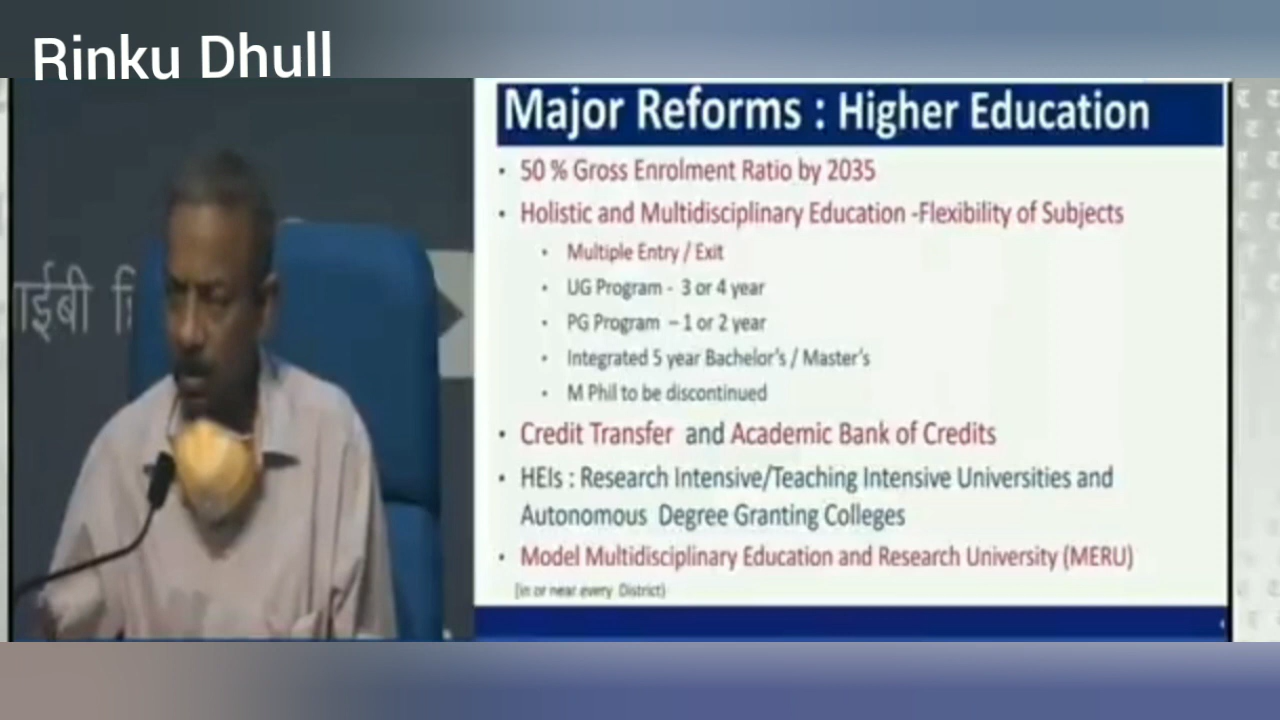 Rinku Dhull
Major Reforms : Higher Education
• 50 % Gross Enrolment Ratio by 2035
• Holistic and Multidisciplinary Education -Flexibility of Subjects
• Multiple Entry / Exit
• UG Program - 3 or 4 year
• PG Program – 1 or 2 year
• Integrated 5 year Bachelor's / Master's
• M Phil to be discontinued
• Credit Transfer and Academic Bank of Credits
• HEIs : Research Intensive/Teaching Intensive Universities and
Autonomous Degree Granting Colleges
• Model Multidisciplinary Education and Research University (MERU)
(in or near every District)